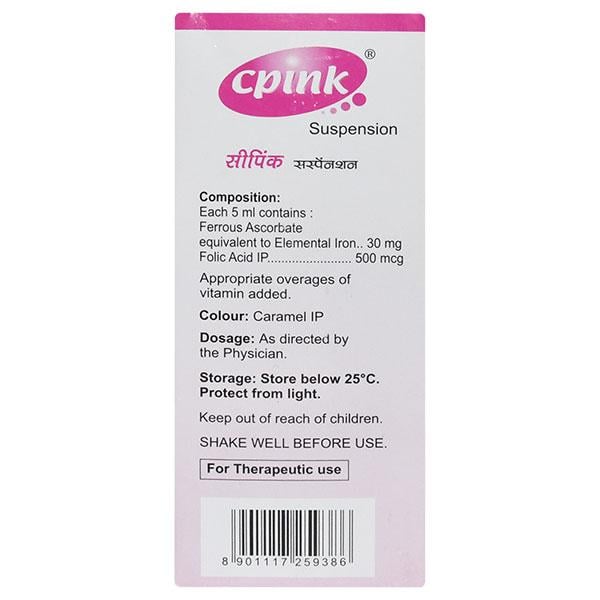 cpink®
Suspension
सीपिंक सस्पेंनशन
Composition:
Each 5 ml contains :
Ferrous Ascorbate
equivalent to Elemental Iron.. 30 mg
Folic Acid IP........................ 500 mcg
Appropriate overages of
vitamin added.
Colour: Caramel IP
Dosage: As directed by
the Physician.
Storage: Store below 25°C.
Protect from light.
Keep out of reach of children.
SHAKE WELL BEFORE USE.
For Therapeutic use
8 901117 259386